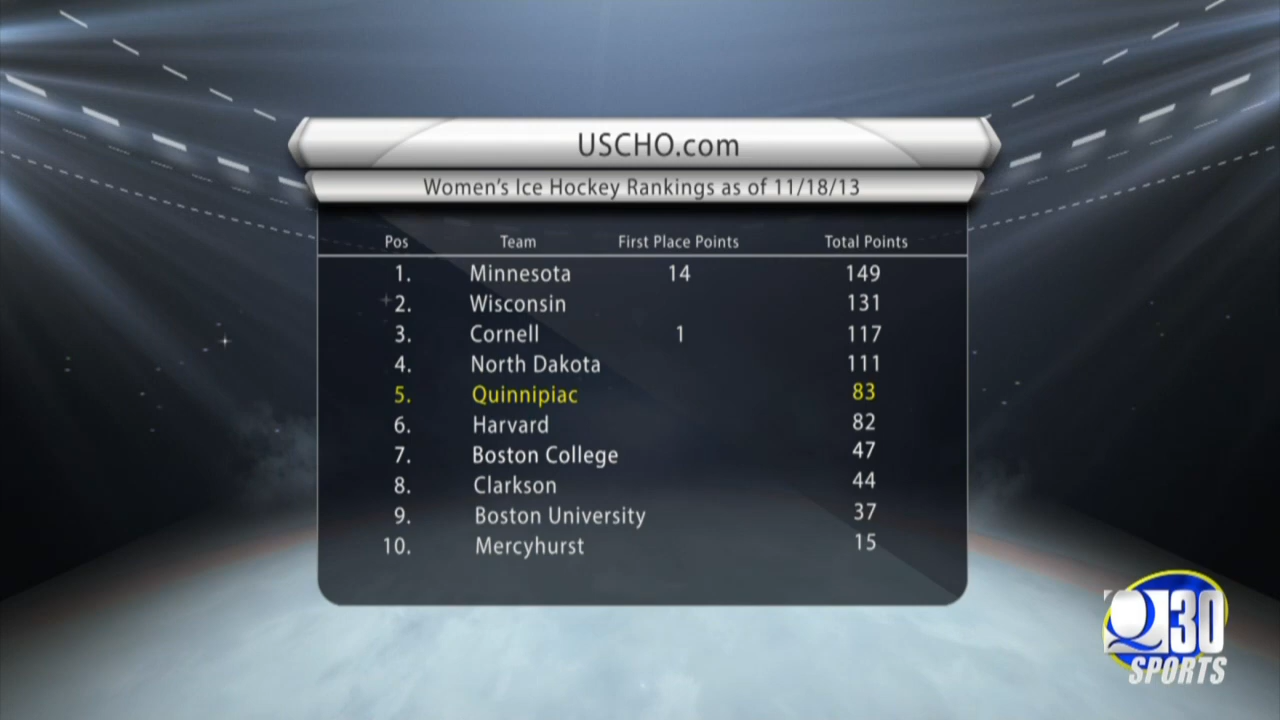 USCHO.com
Women's Ice Hockey Rankings as of 11/18/13
Pos Team First Place Points Total Points
1. Minnesota 14 149
2. Wisconsin 131
3. Cornell 1 117
4. North Dakota 111
5. Quinnipiac 83
6. Harvard 82
7. Boston College 47
8. Clarkson 44
9. Boston University 37
10. Mercyhurst 15
Q30
SPORTS